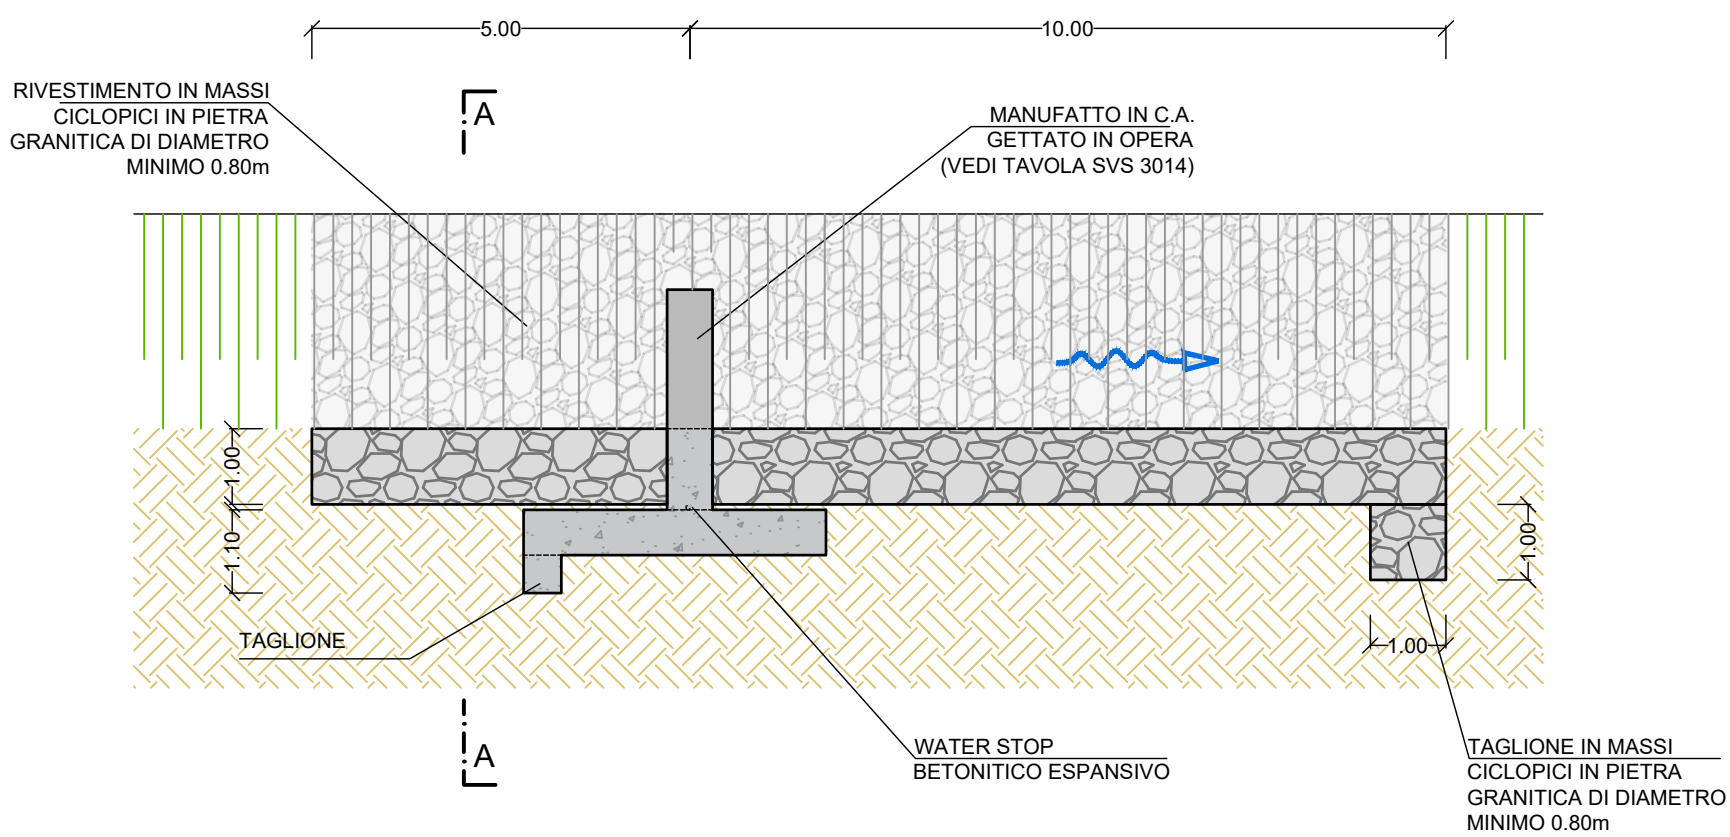 5.00
10.00
RIVESTIMENTO IN MASSI
CICLOPICI IN PIETRA
GRANITICA DI DIAMETRO
MINIMO 0.80m
A
MANUFATTO IN C.A.
GETTATO IN OPERA
(VEDI TAVOLA SVS 3014)
1.00
1.10
1.00
1.00
TAGLIONE
A
WATER STOP
BETONITICO ESPANSIVO
TAGLIONE IN MASSI
CICLOPICI IN PIETRA
GRANITICA DI DIAMETRO
MINIMO 0.80m